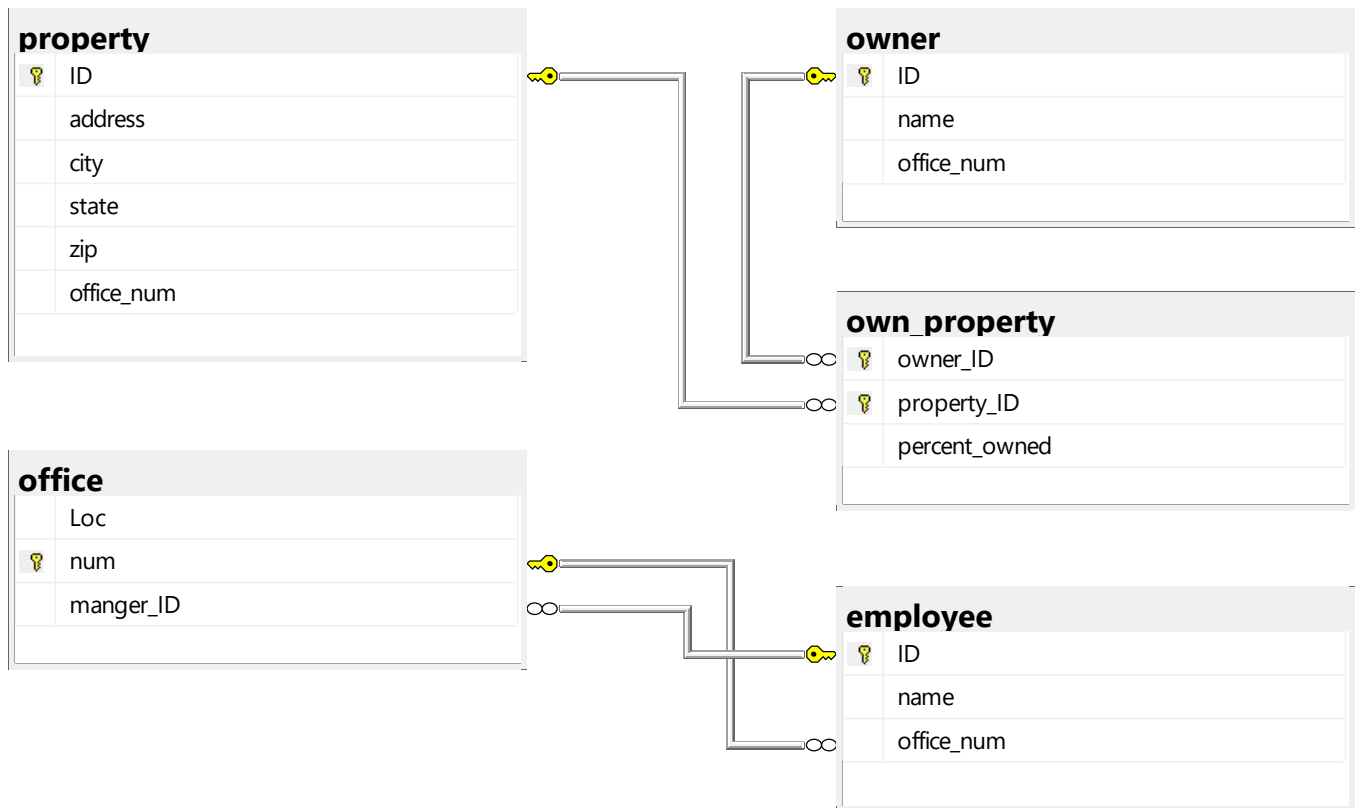 property
ID
address
city
state
zip
office_num
owner
ID
name
office_num
own_property
owner_ID
property_ID
percent_owned
office
Loc
num
manger_ID
employee
ID
name
office_num